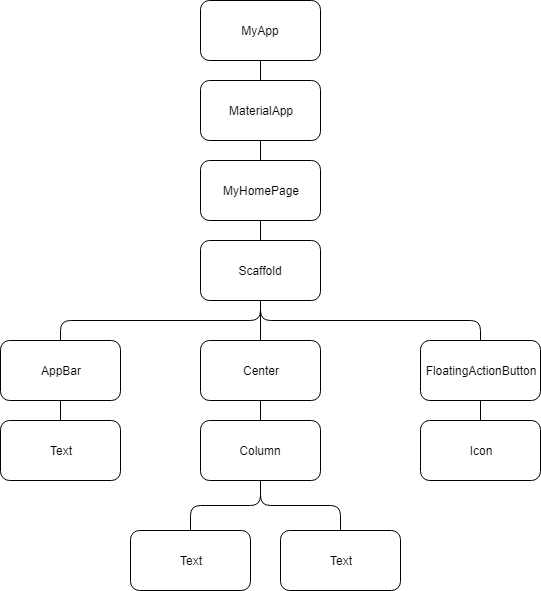 MyApp
MaterialApp
MyHomePage
Scaffold
AppBar
Center
FloatingActionButton
Text
Column
Icon
Text
Text